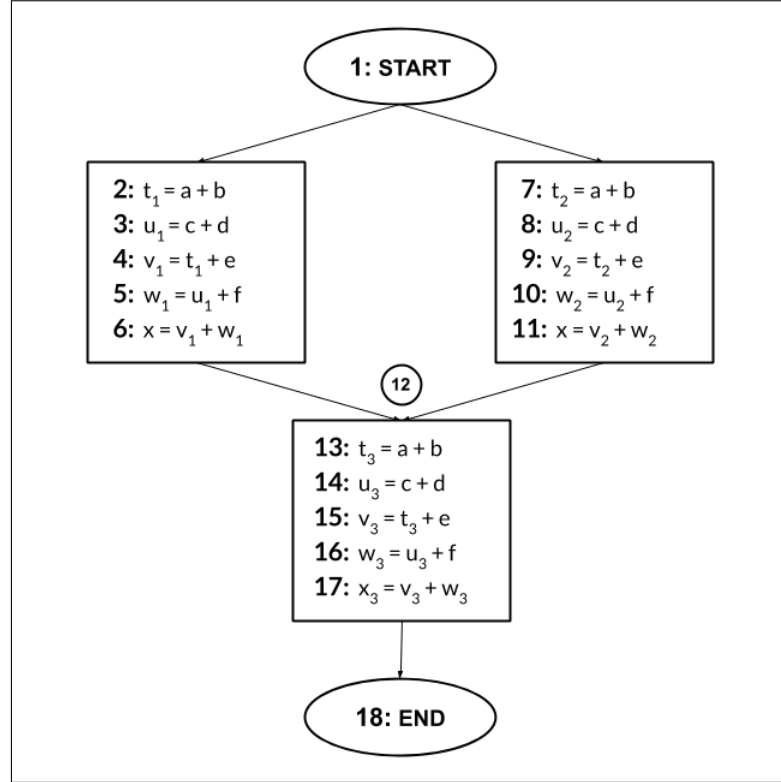 1: START
2: t₁ = a + b
3: u₁ = c + d
4: v₁ = t₁ + e
5: w₁ = u₁ + f
6: x = v₁ + w₁
7: t₂ = a + b
8: u₂ = c + d
9: v₂ = t₂ + e
10: w₂ = u₂ + f
11: x = v₂ + w₂
12
13: t₃ = a + b
14: u₃ = c + d
15: v₃ = t₃ + e
16: w₃ = u₃ + f
17: x₃ = v₃ + w₃
18: END